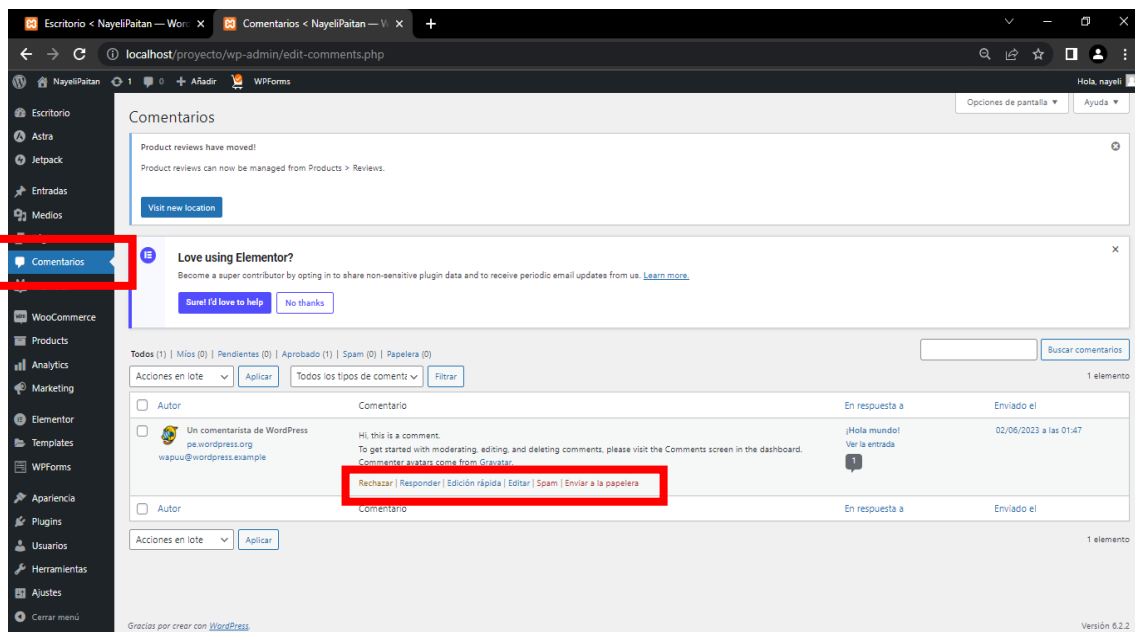 Escritorio < NayeliPaitan — Word
Comentarios < NayeliPaitan — W
localhost/proyecto/wp-admin/edit-comments.php
NayeliPaitan 1 0 + Añadir WPForms
Hola, nayeli
Opciones de pantalla ▼
Ayuda ▼
Escritorio
Astra
Jetpack
Entradas
Medios
Comentarios
WooCommerce
Products
Analytics
Marketing
Elementor
Templates
WPForms
Apariencia
Plugins
Usuarios
Herramientas
Ajustes
Cerrar menú
Comentarios
Product reviews have moved!
Product reviews can now be managed from Products > Reviews.
Visit new location
Love using Elementor?
Become a super contributor by opting in to share non-sensitive plugin data and to receive periodic email updates from us. Learn more.
Sure! I'd love to help
No thanks
Todos (1) | Míos (0) | Pendientes (0) | Aprobado (1) | Spam (0) | Papelera (0)
Buscar comentarios
Acciones en lote
Aplicar
Todos los tipos de comenta
Filtrar
1 elemento
Autor Comentario En respuesta a Enviado el
Un comentarista de WordPress
pe.wordpress.org
wapuu@wordpress.example
Hi, this is a comment.
To get started with moderating, editing, and deleting comments, please visit the Comments screen in the dashboard.
Commenter avatars come from Gravatar.
Rechazar | Responder | Edición rápida | Editar | Spam | Enviar a la papelera
¡Hola mundo!
Ver la entrada
1
02/06/2023 a las 01:47
Autor Comentario En respuesta a Enviado el
Acciones en lote
Aplicar
1 elemento
Gracias por crear con WordPress.
Versión 6.2.2